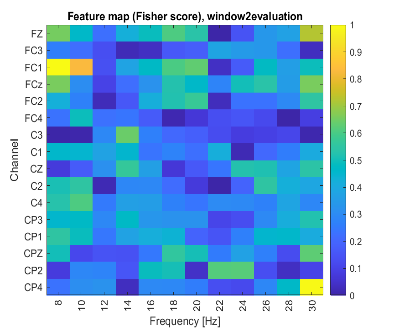 Feature map (Fisher score), window2evaluation
Channel
FZ
FC3
FC1
FCz
FC2
FC4
C3
C1
CZ
C2
C4
CP3
CP1
CPZ
CP2
CP4
8 10 12 14 16 18 20 22 24 26 28 30
Frequency [Hz]
1
0.9
0.8
0.7
0.6
0.5
0.4
0.3
0.2
0.1
0